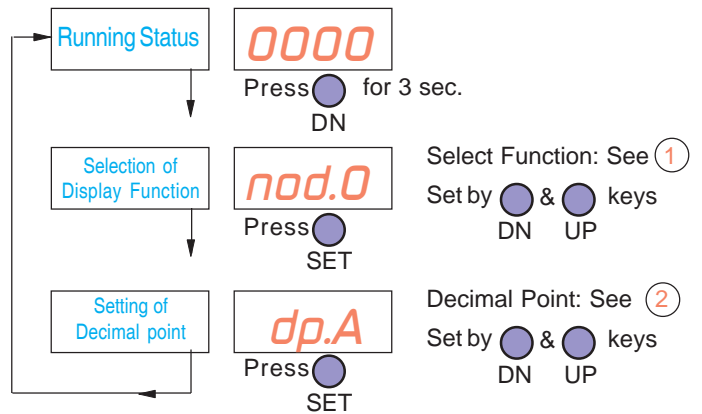 Running Status
0000
Press for 3 sec.
DN
Selection of
Display Function
nod.0
Press
SET
Select Function: See 1
Set by & keys
DN UP
Setting of
Decimal point
dp.A
Press
SET
Decimal Point: See 2
Set by & keys
DN UP